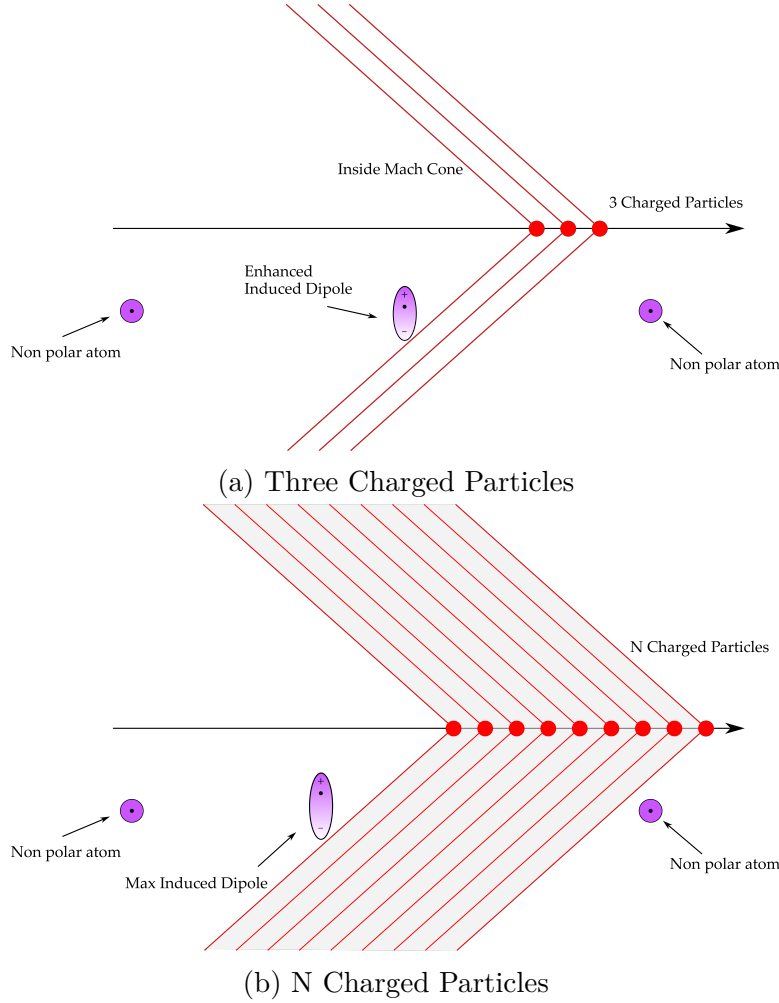 Inside Mach Cone
3 Charged Particles
Enhanced
Induced Dipole
+
−
Non polar atom
Non polar atom
(a) Three Charged Particles
N Charged Particles
+
−
Non polar atom
Non polar atom
Max Induced Dipole
(b) N Charged Particles